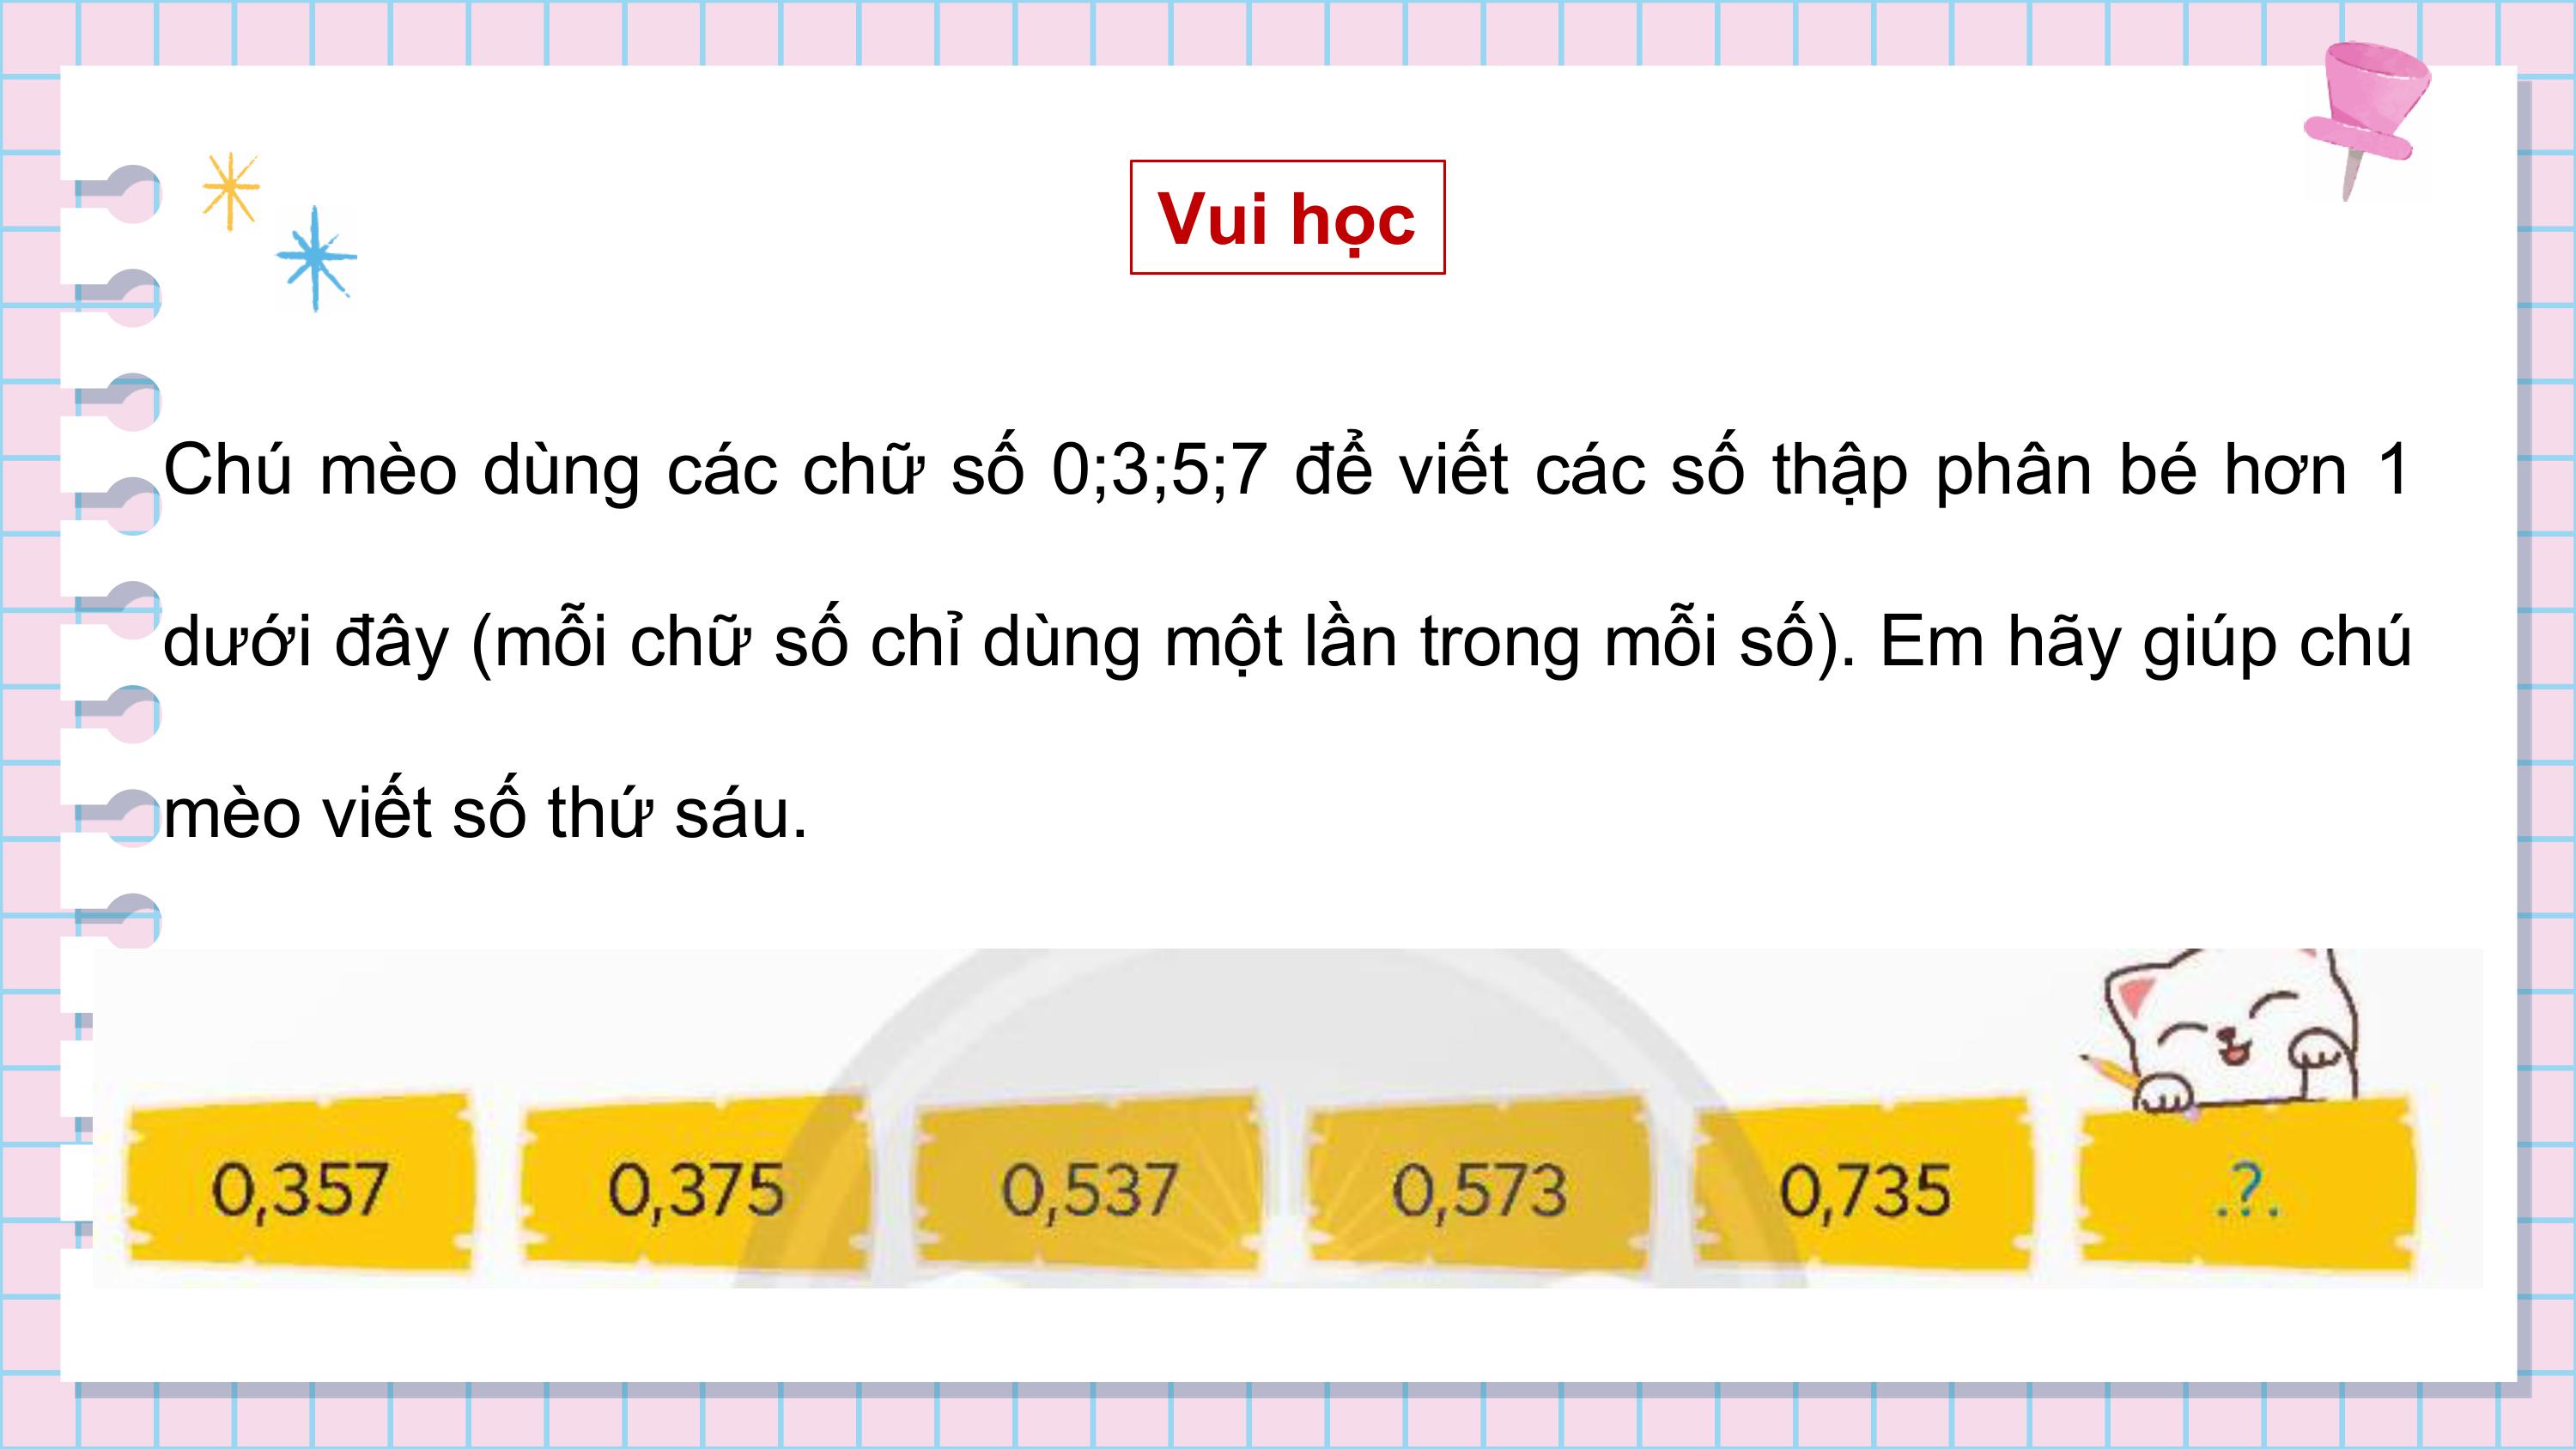 Vui học
Chú mèo dùng các chữ số 0;3;5;7 để viết các số thập phân bé hơn 1
dưới đây (mỗi chữ số chỉ dùng một lần trong mỗi số). Em hãy giúp chú
mèo viết số thứ sáu.
0,357 0,375 0,537 0,573 0,735 .?.